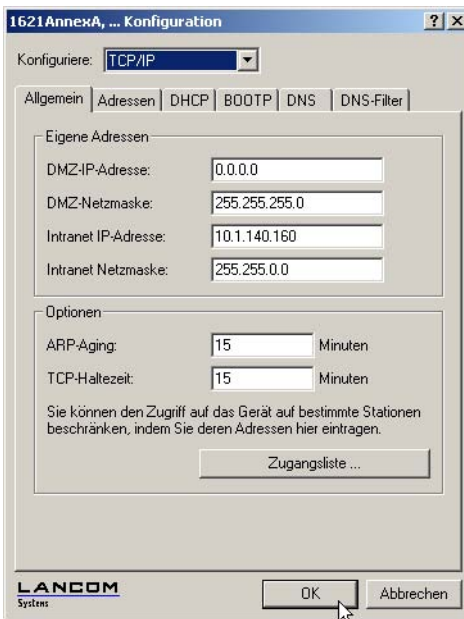 1621AnnexA, ... Konfiguration
Konfiguriere: TCP/IP
Allgemein Adressen DHCP BOOTP DNS DNS-Filter
Eigene Adressen
DMZ-IP-Adresse: 0.0.0.0
DMZ-Netzmaske: 255.255.255.0
Intranet IP-Adresse: 10.1.140.160
Intranet Netzmaske: 255.255.0.0
Optionen
ARP-Aging: 15 Minuten
TCP-Haltezeit: 15 Minuten
Sie können den Zugriff auf das Gerät auf bestimmte Stationen
beschränken, indem Sie deren Adressen hier eintragen.
Zugangsliste ...
LANCOM
Systems
OK Abbrechen